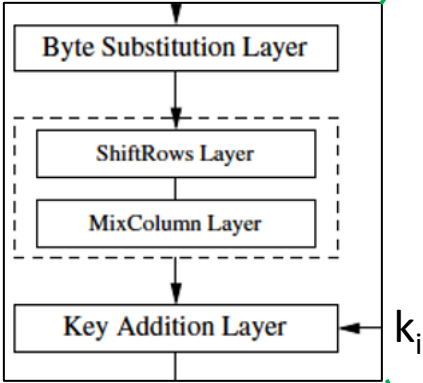 Byte Substitution Layer
ShiftRows Layer
MixColumn Layer
Key Addition Layer
ki